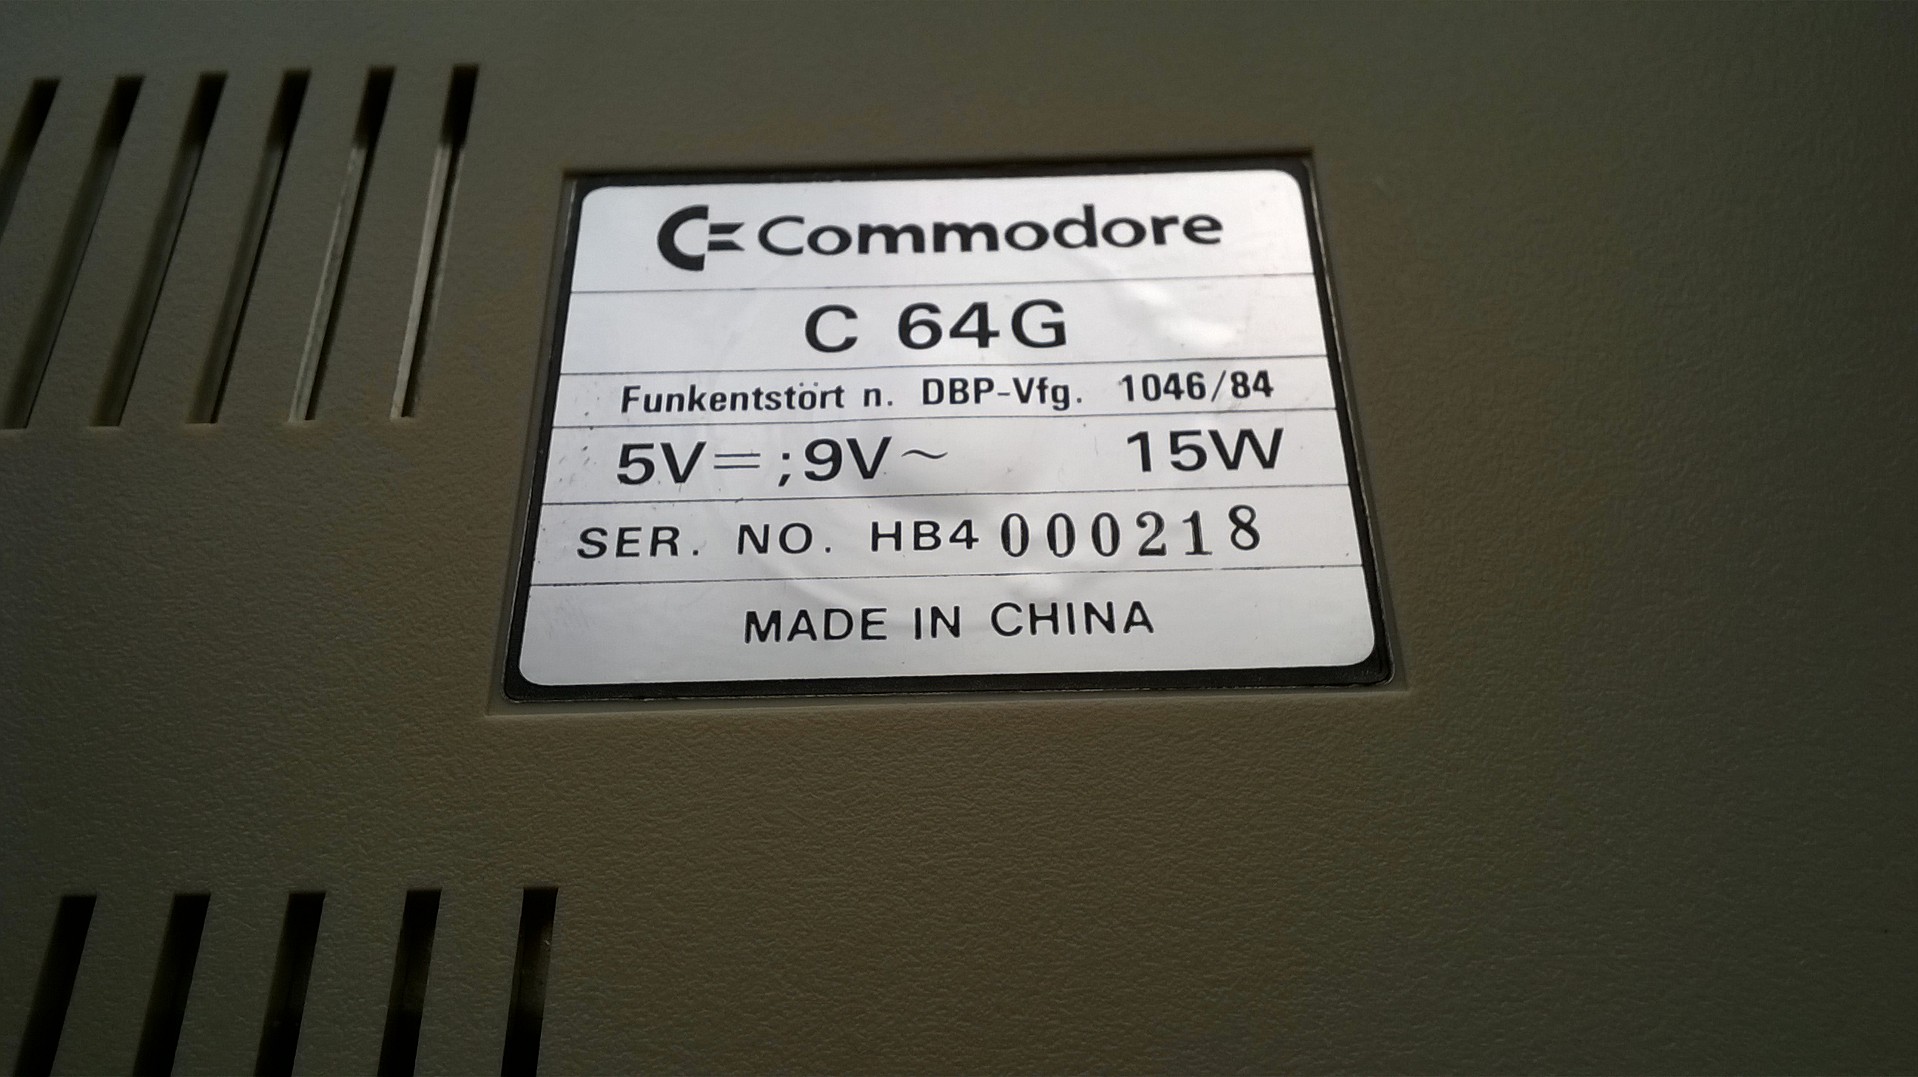 Commodore
C 64G
Funkentstört n. DBP-Vfg. 1046/84
5V⎓;9V~ 15W
SER. NO. HB4 000218
MADE IN CHINA